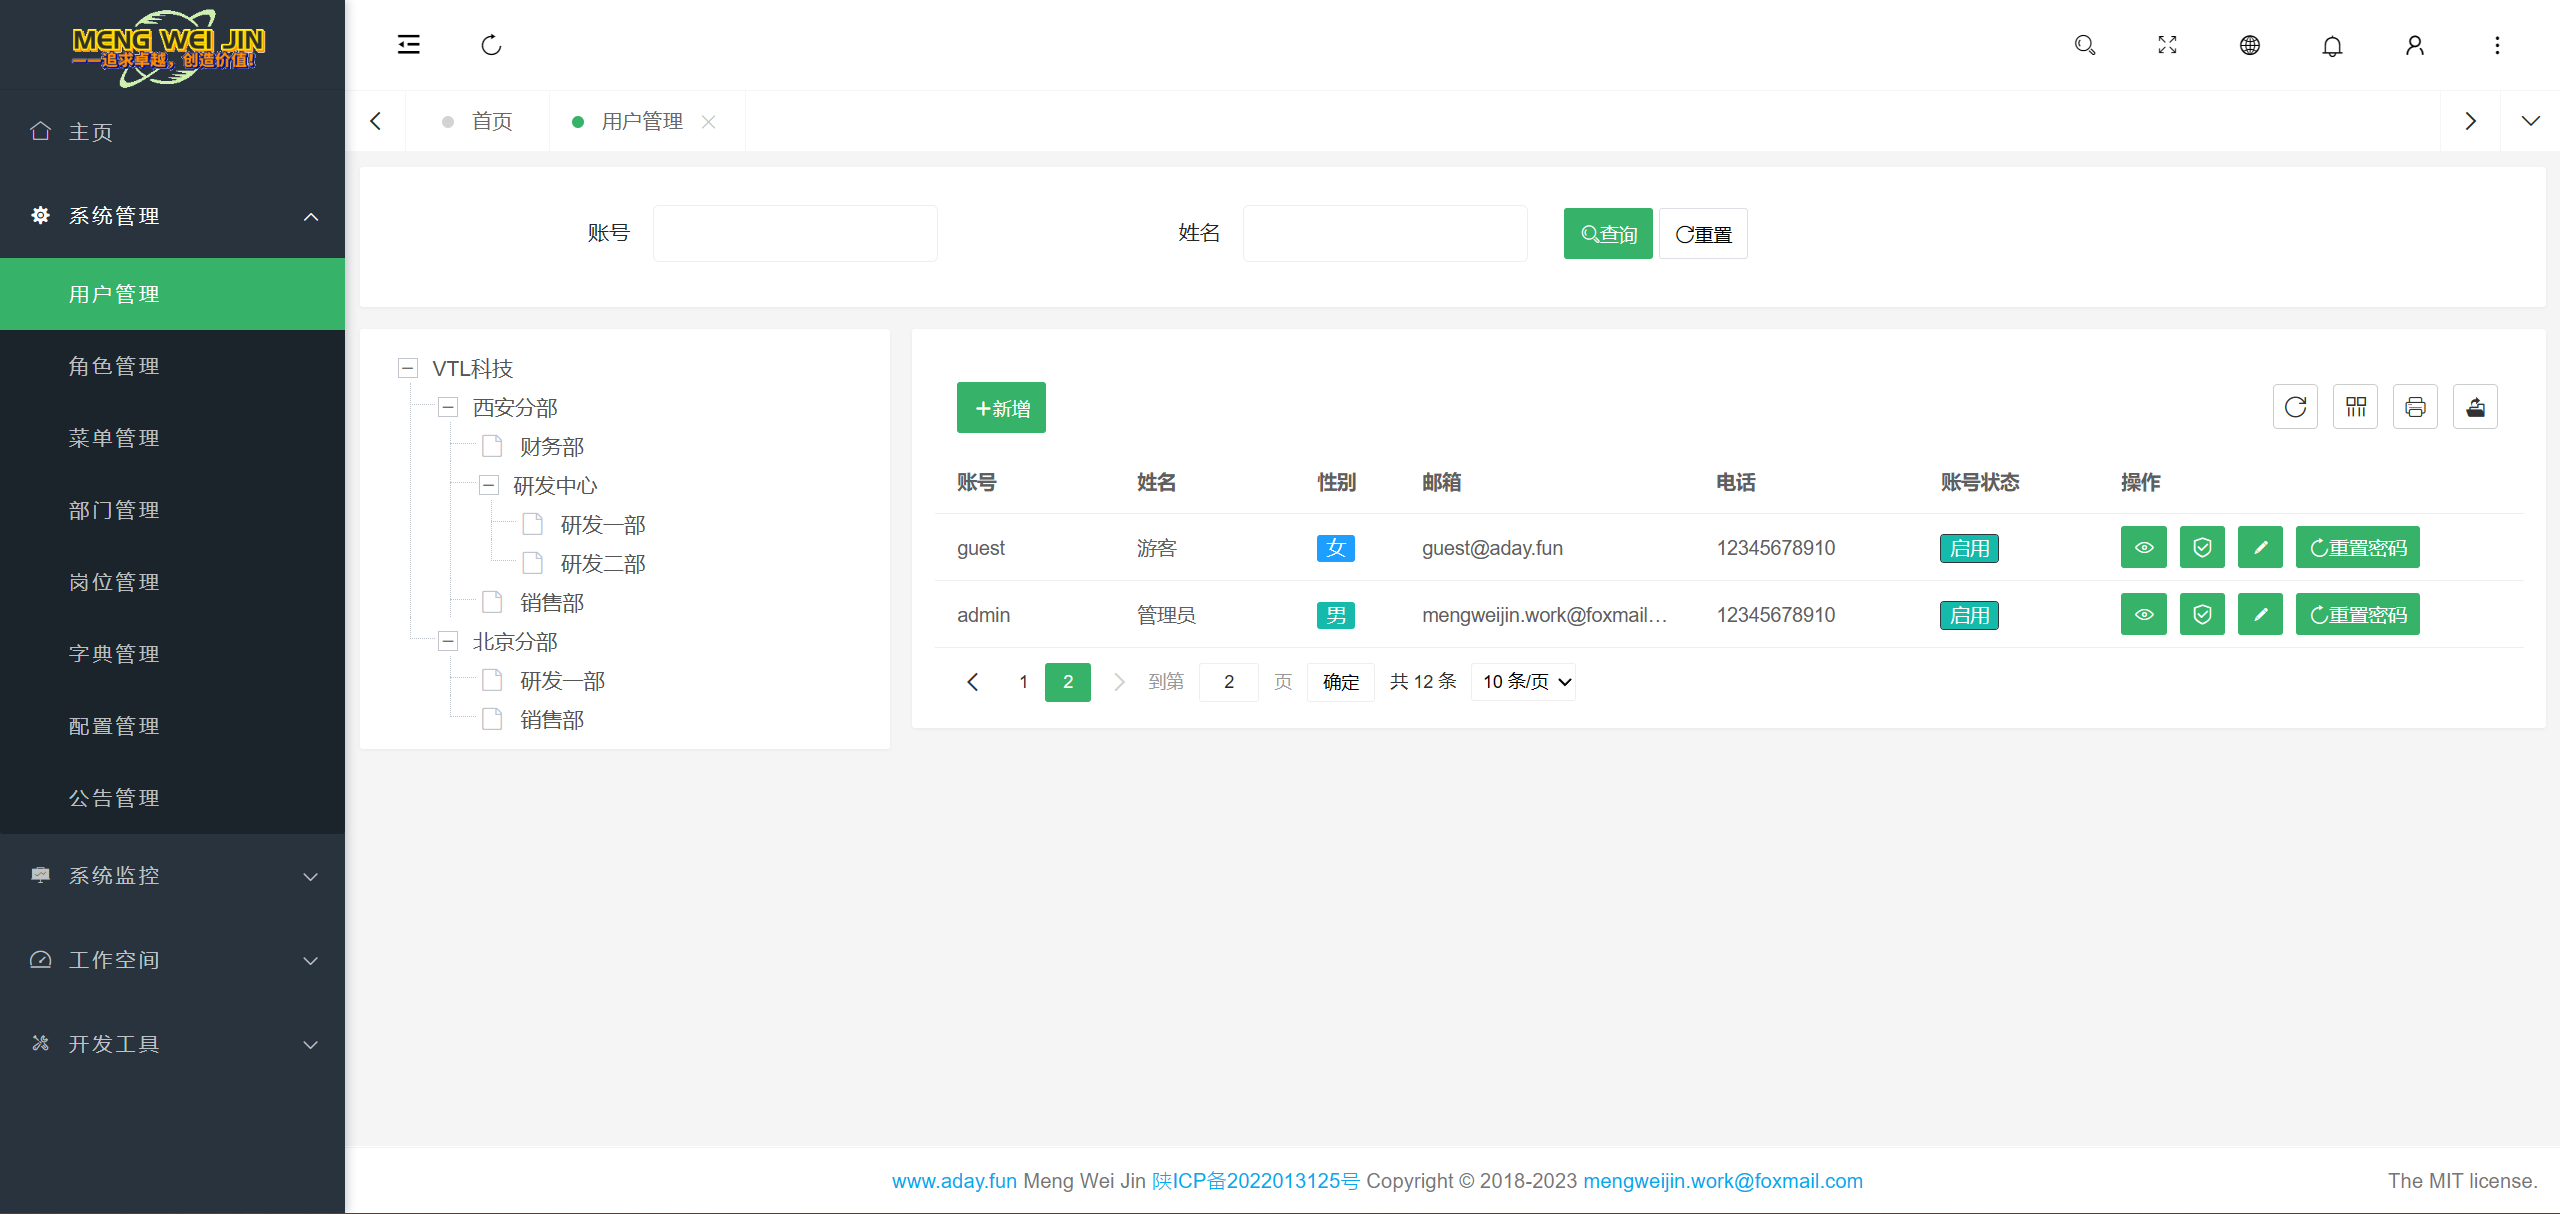 MENG WEI JIN
——追求卓越，创造价值!
主页
系统管理
用户管理
角色管理
菜单管理
部门管理
岗位管理
字典管理
配置管理
公告管理
系统监控
工作空间
开发工具
首页
用户管理
账号
姓名
查询
重置
VTL科技
西安分部
财务部
研发中心
研发一部
研发二部
销售部
北京分部
研发一部
销售部
新增
账号 姓名 性别 邮箱 电话 账号状态 操作
guest 游客 女 guest@aday.fun 12345678910 启用 重置密码
admin 管理员 男 mengweijin.work@foxmail… 12345678910 启用 重置密码
1 2 到第 2 页 确定 共 12 条 10 条/页
www.aday.fun Meng Wei Jin 陕ICP备2022013125号 Copyright © 2018-2023 mengweijin.work@foxmail.com
The MIT license.